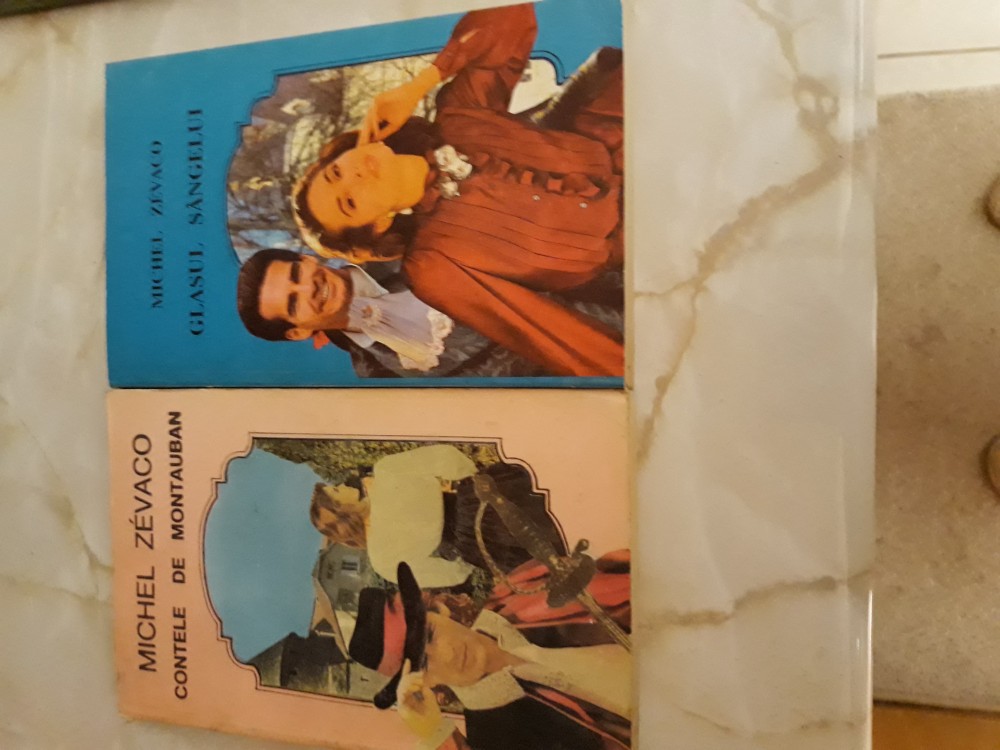 MICHEL ZÉVACO
GLASUL SÂNGELUI
MICHEL ZÉVACO
CONTELE DE MONTAUBAN